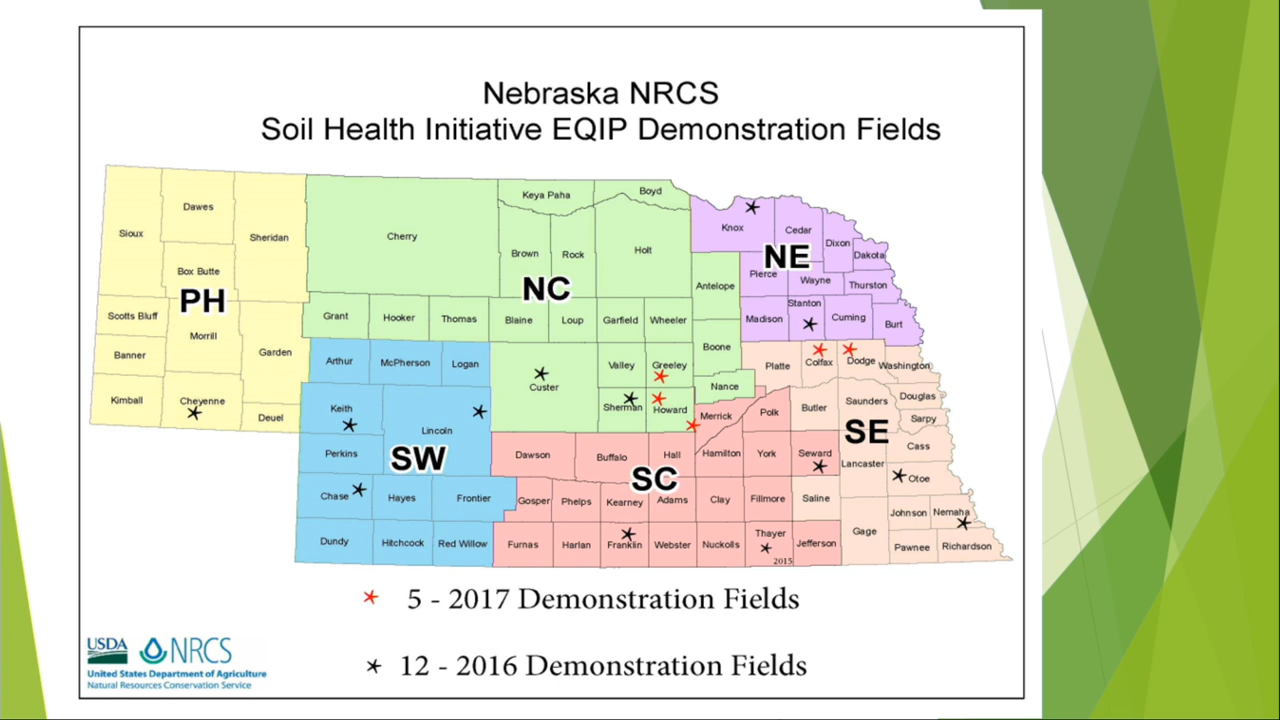 Nebraska NRCS
Soil Health Initiative EQIP Demonstration Fields
Keya Paha Boyd
Dawes
Sioux Sheridan Cherry Knox Cedar Dixon
Brown Rock Holt NE Dakota
Box Butte Pierce Wayne Thurston
PH NC Antelope
Scotts Bluff Grant Hooker Thomas Blaine Loup Garfield Wheeler Madison Stanton Cuming Burt
Morrill
Banner Garden Arthur McPherson Logan Valley Greeley Boone Platte Colfax Dodge Washington
Custer Nance
Kimball Cheyenne Deuel Keith Lincoln Sherman Howard Merrick Polk Butler Saunders Douglas
Sarpy
SE
Perkins SW Dawson Buffalo Hall Hamilton York Seward Lancaster Cass
SC
Chase Hayes Frontier Gosper Phelps Kearney Adams Clay Fillmore Saline Otoe
Johnson Nemaha
Dundy Hitchcock Red Willow Furnas Harlan Franklin Webster Nuckolls Thayer Jefferson Gage Pawnee Richardson
2015
5 - 2017 Demonstration Fields
12 - 2016 Demonstration Fields
USDA NRCS
United States Department of Agriculture
Natural Resources Conservation Service